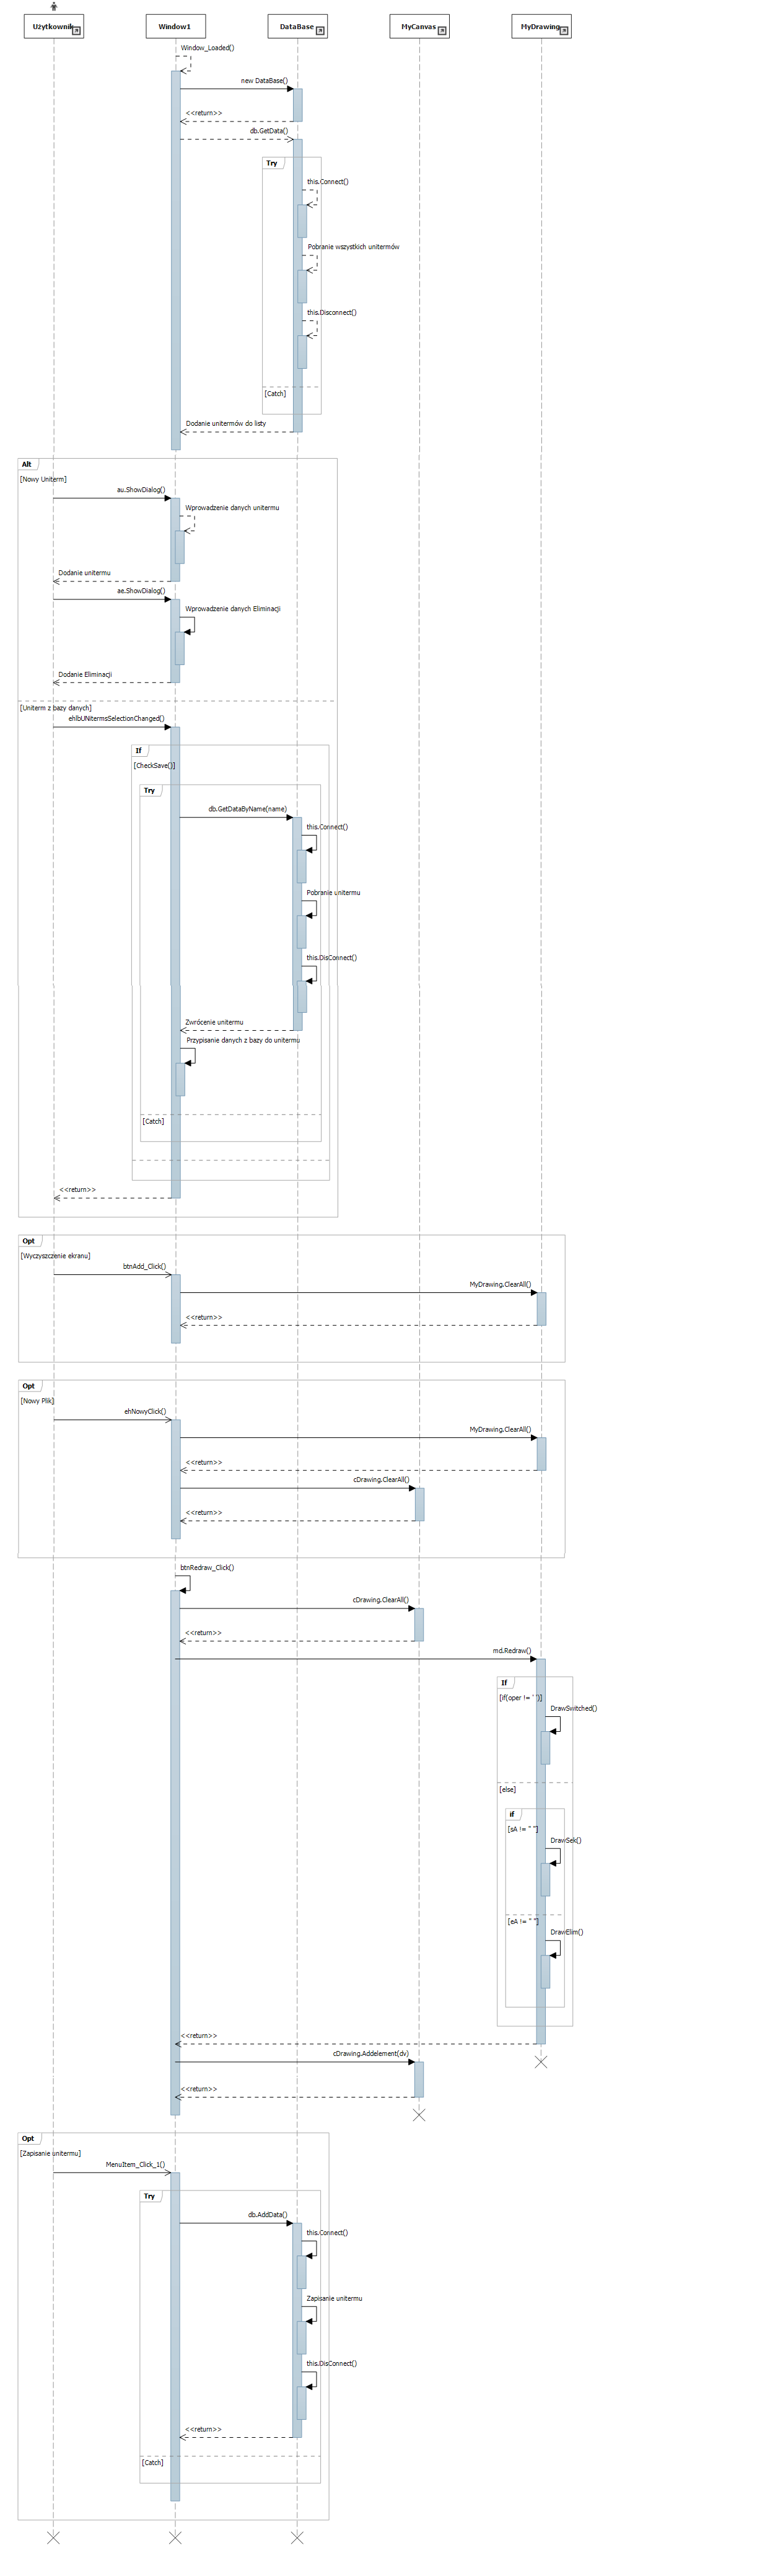 Użytkownik
Window1
DataBase
MyCanvas
MyDrawing
Window_Loaded()
new DataBase()
<<return>>
db.GetData()
Try
this.Connect()
Pobranie wszystkich unitermów
this.Disconnect()
[Catch]
Dodanie unitermów do listy
Alt
[Nowy Uniterm]
au.ShowDialog()
Wprowadzenie danych unitermu
Dodanie unitermu
ae.ShowDialog()
Wprowadzenie danych Eliminacji
Dodanie Eliminacji
[Uniterm z bazy danych]
ehlbUNitermsSelectionChanged()
If
[CheckSave()]
Try
db.GetDataByName(name)
this.Connect()
Pobranie unitermu
this.DisConnect()
Zwrócenie unitermu
Przypisanie danych z bazy do unitermu
[Catch]
<<return>>
Opt
[Wyczyszczenie ekranu]
btnAdd_Click()
MyDrawing.ClearAll()
<<return>>
Opt
[Nowy Plik]
ehNowyClick()
MyDrawing.ClearAll()
<<return>>
cDrawing.ClearAll()
<<return>>
btnRedraw_Click()
cDrawing.ClearAll()
<<return>>
md.Redraw()
If
[if(oper != ' ')]
DrawSwitched()
[else]
if
[sA != " "]
DrawSek()
[eA != " "]
DrawElim()
<<return>>
cDrawing.Addelement(dv)
<<return>>
Opt
[Zapisanie unitermu]
MenuItem_Click_1()
Try
db.AddData()
this.Connect()
Zapisanie unitermu
this.DisConnect()
<<return>>
[Catch]